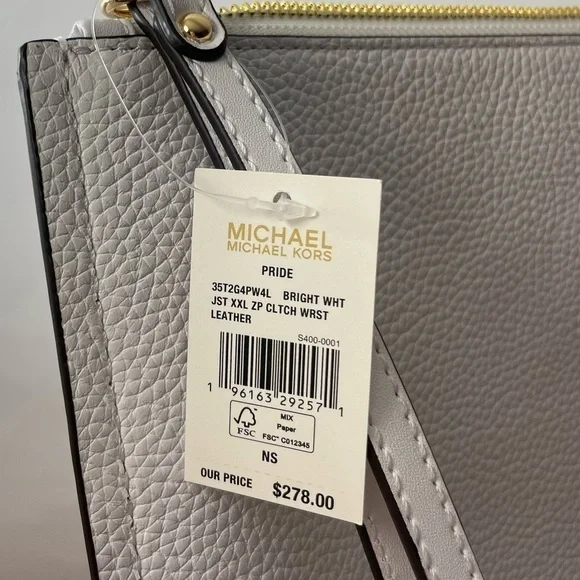 MICHAEL
MICHAEL KORS
PRIDE
35T2G4PW4L BRIGHT WHT
JST XXL ZP CLTCH WRST
LEATHER
S400-0001
1 96163 29257 1
FSC
MIX
Paper
FSC® C012345
NS
OUR PRICE $278.00